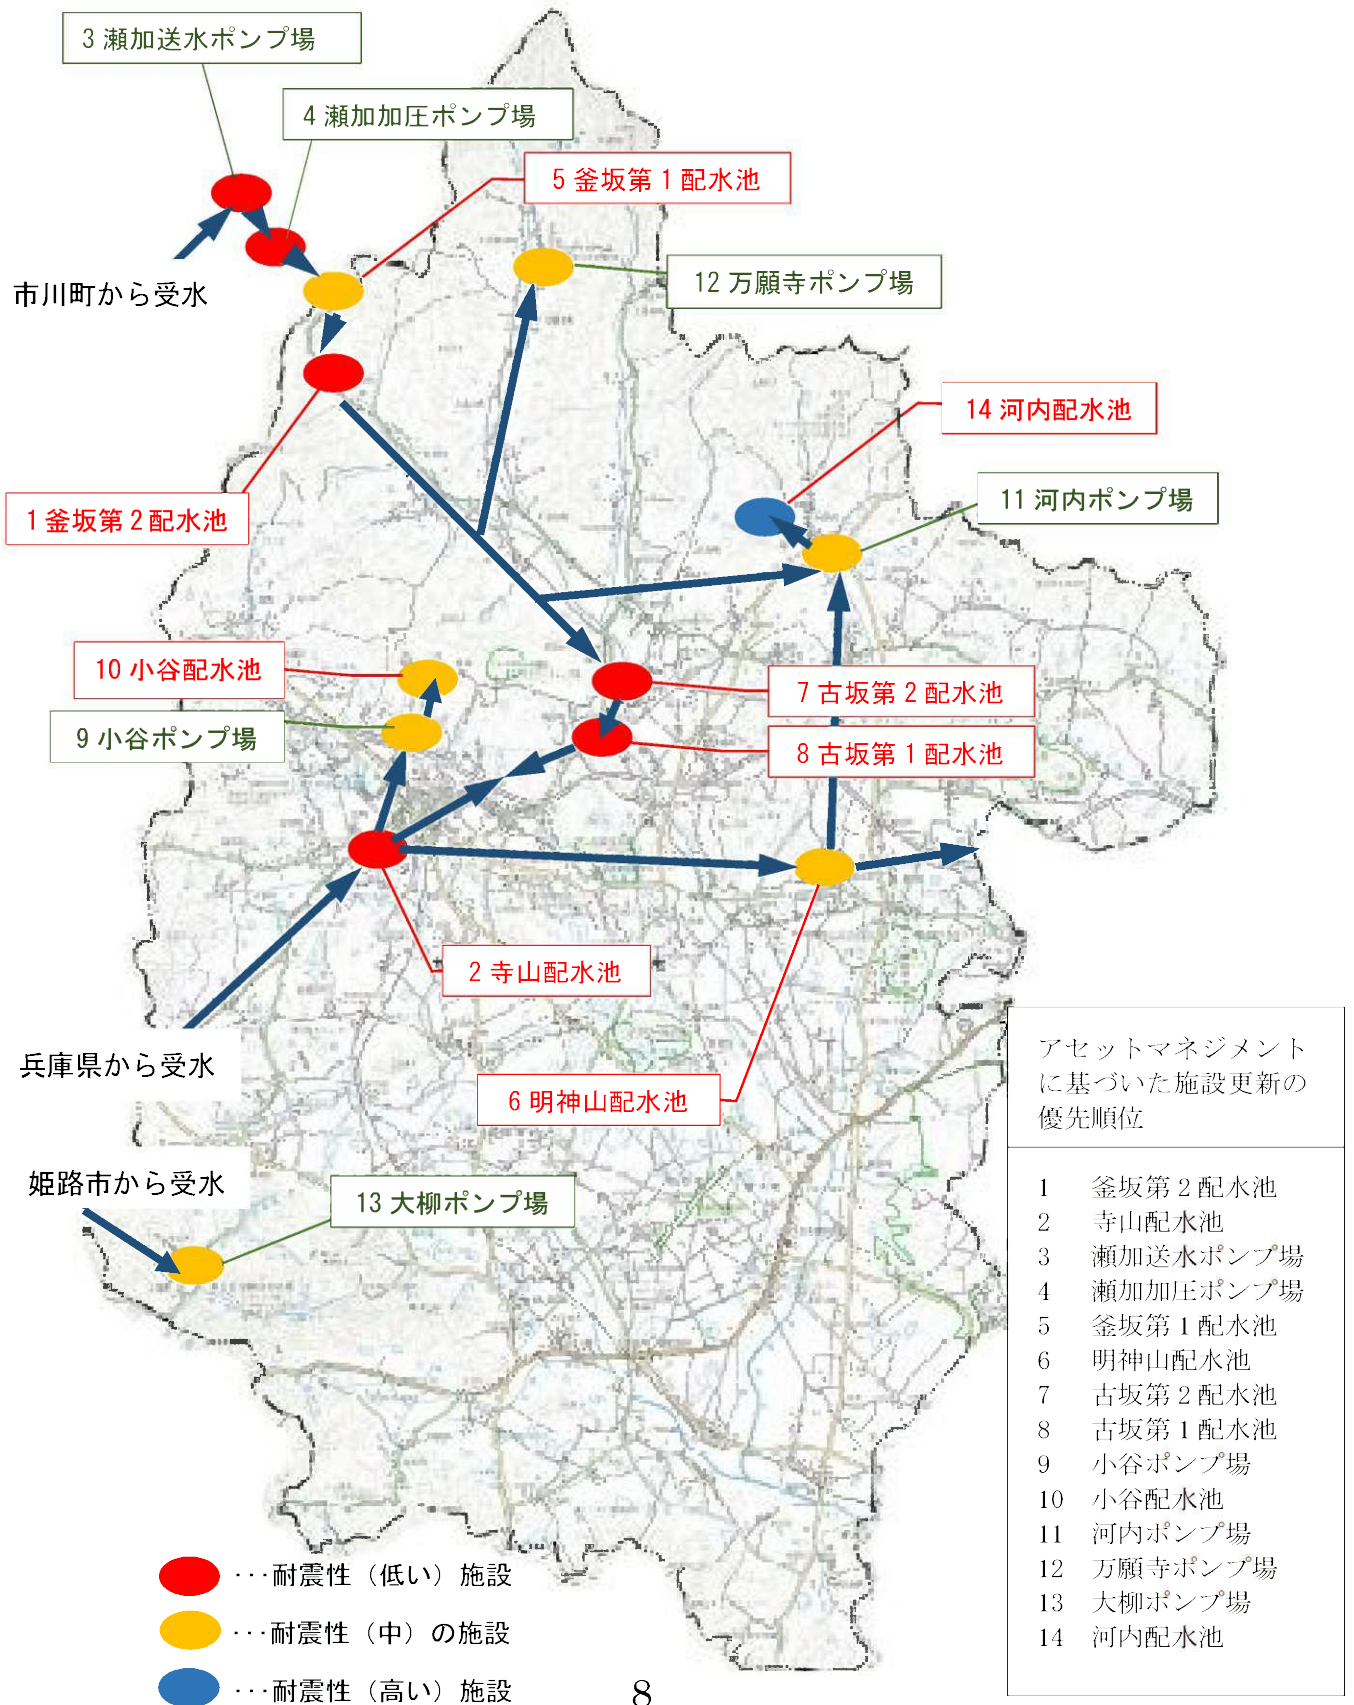 3 瀬加送水ポンプ場
4 瀬加加圧ポンプ場
5 釜坂第1配水池
12 万願寺ポンプ場
市川町から受水
14 河内配水池
11 河内ポンプ場
1 釜坂第2配水池
10 小谷配水池
7 古坂第2配水池
9 小谷ポンプ場
8 古坂第1配水池
2 寺山配水池
兵庫県から受水
6 明神山配水池
姫路市から受水
13 大柳ポンプ場
アセットマネジメント
に基づいた施設更新の
優先順位
1 釜坂第2配水池
2 寺山配水池
3 瀬加送水ポンプ場
4 瀬加加圧ポンプ場
5 釜坂第1配水池
6 明神山配水池
7 古坂第2配水池
8 古坂第1配水池
9 小谷ポンプ場
10 小谷配水池
11 河内ポンプ場
12 万願寺ポンプ場
13 大柳ポンプ場
14 河内配水池
…耐震性（低い）施設
…耐震性（中）の施設
…耐震性（高い）施設
8